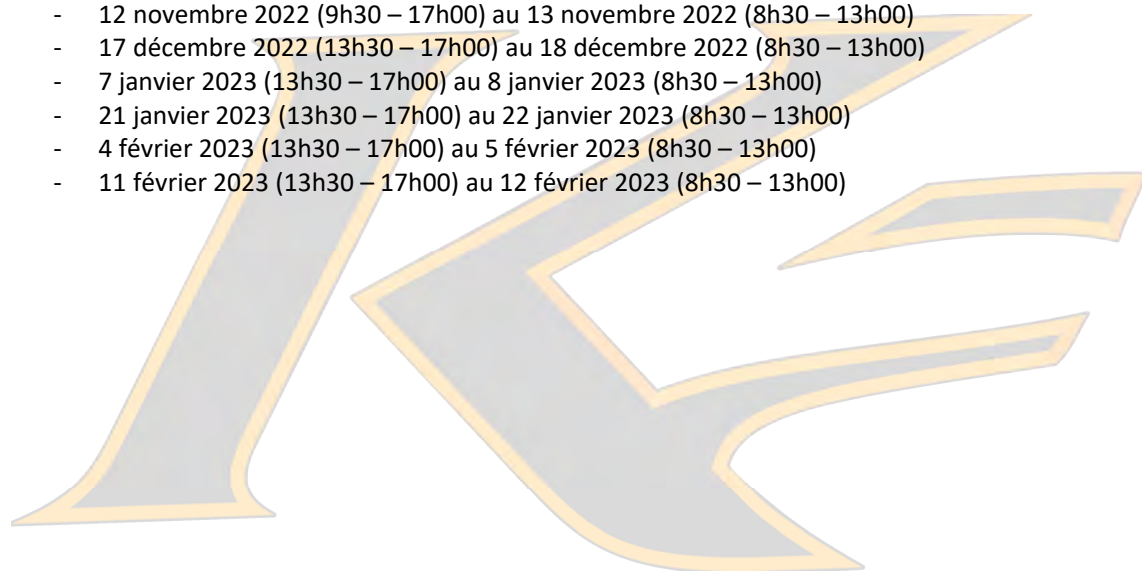 - 12 novembre 2022 (9h30 – 17h00) au 13 novembre 2022 (8h30 – 13h00)
- 17 décembre 2022 (13h30 – 17h00) au 18 décembre 2022 (8h30 – 13h00)
- 7 janvier 2023 (13h30 – 17h00) au 8 janvier 2023 (8h30 – 13h00)
- 21 janvier 2023 (13h30 – 17h00) au 22 janvier 2023 (8h30 – 13h00)
- 4 février 2023 (13h30 – 17h00) au 5 février 2023 (8h30 – 13h00)
- 11 février 2023 (13h30 – 17h00) au 12 février 2023 (8h30 – 13h00)